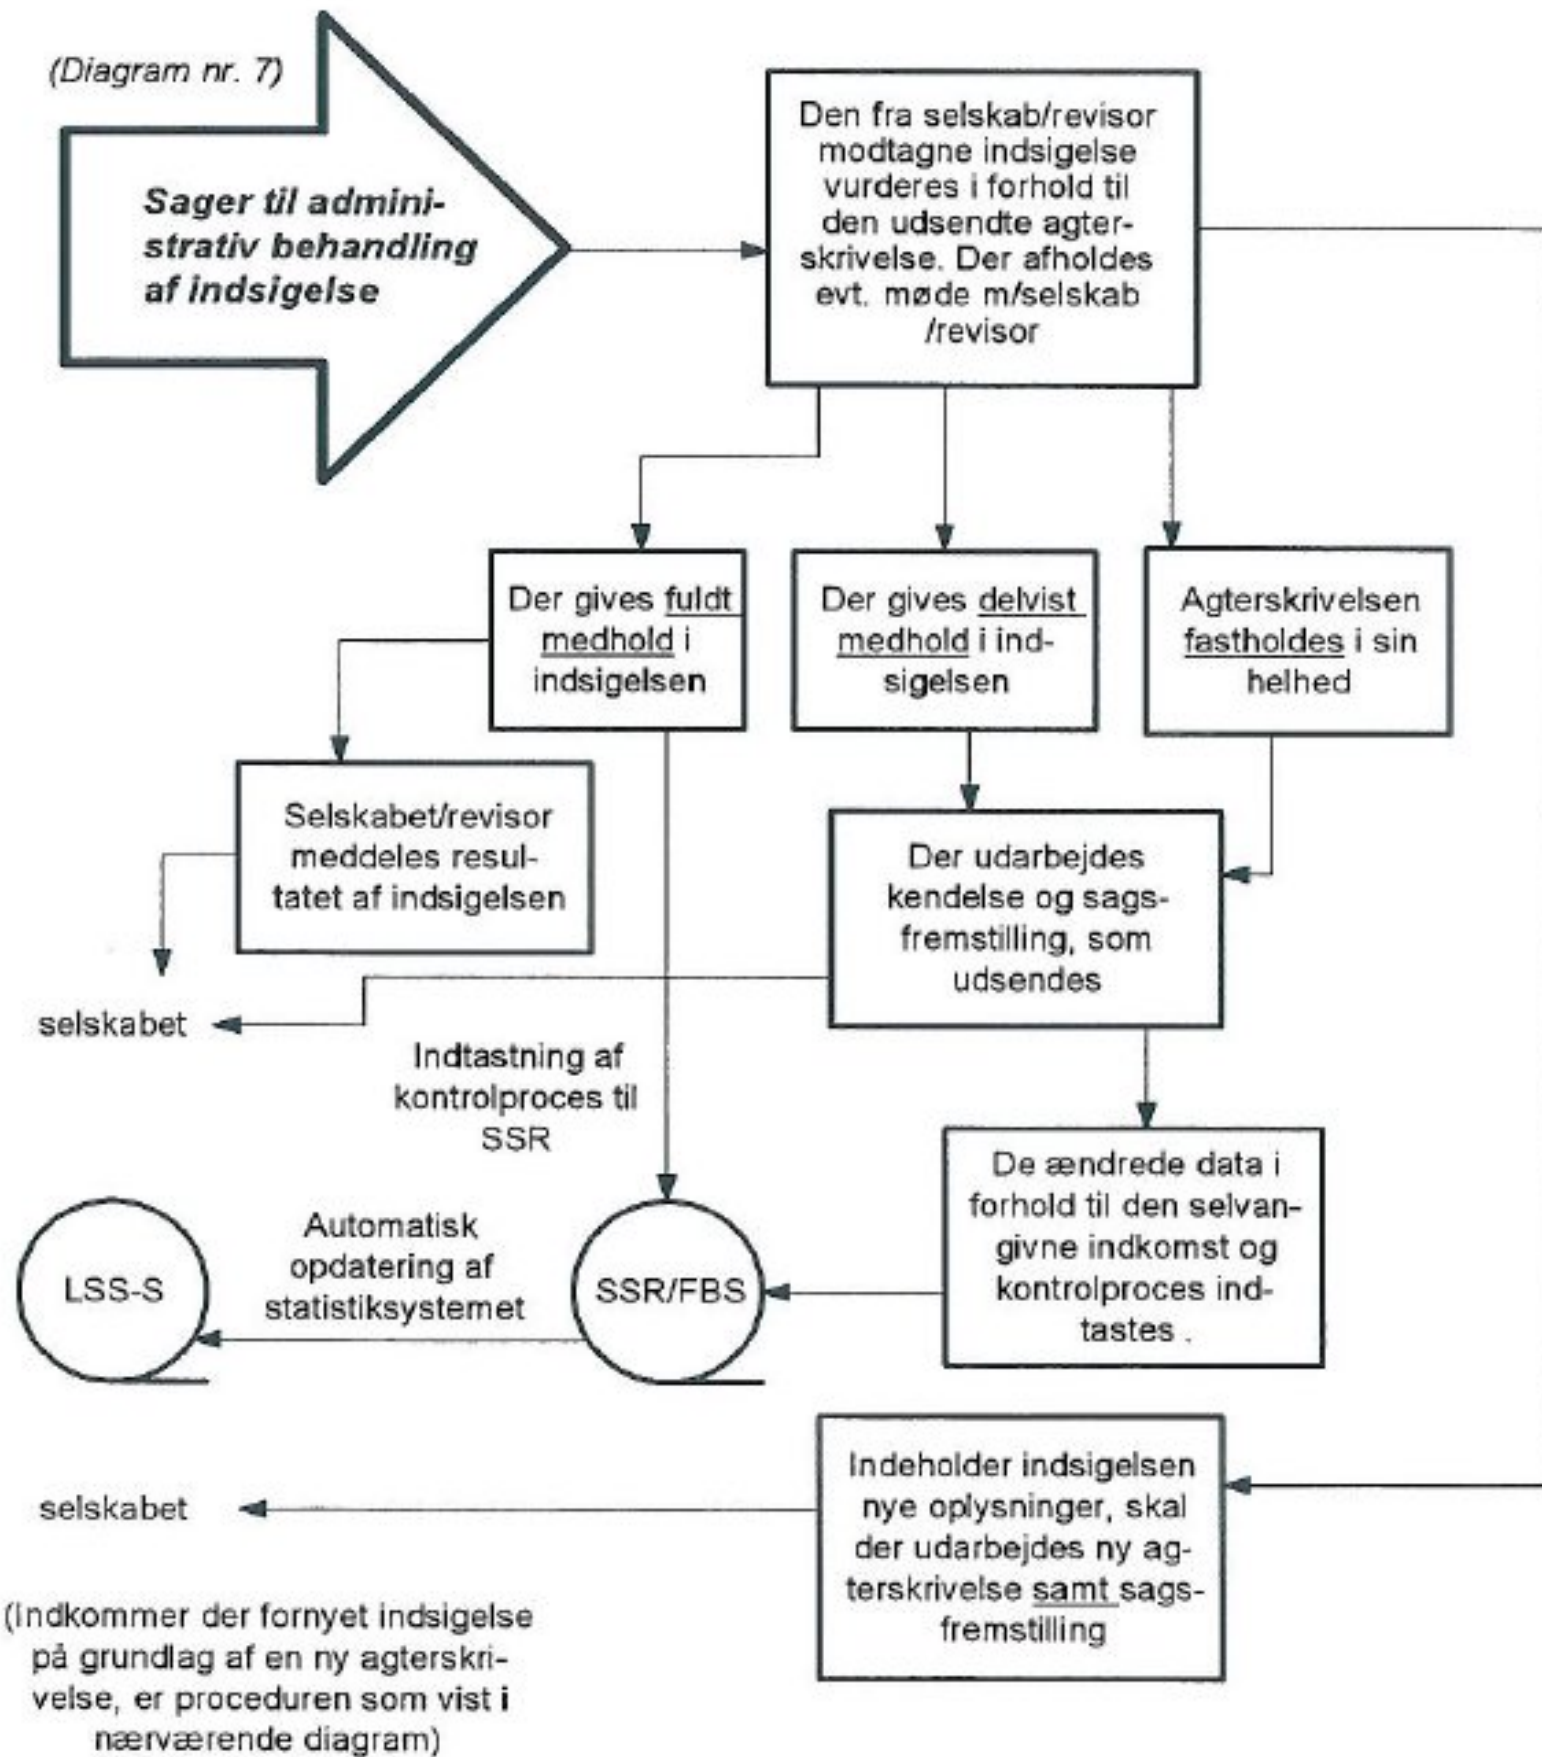 (Diagram nr. 7)
Sager til admini-
strativ behandling
af indsigelse
Den fra selskab/revisor
modtagne indsigelse
vurderes i forhold til
den udsendte agter-
skrivelse. Der afholdes
evt. møde m/selskab
/revisor
Der gives fuldt
medhold i
indsigelsen
Der gives delvist
medhold i ind-
sigelsen
Agterskrivelsen
fastholdes i sin
helhed
Selskabet/revisor
meddeles resul-
tatet af indsigelsen
Der udarbejdes
kendelse og sags-
fremstilling, som
udsendes
selskabet
Indtastning af
kontrolproces til
SSR
De ændrede data i
forhold til den selvan-
givne indkomst og
kontrolproces ind-
tastes .
LSS-S
Automatisk
opdatering af
statistiksystemet
SSR/FBS
Indeholder indsigelsen
nye oplysninger, skal
der udarbejdes ny ag-
terskrivelse samt sags-
fremstilling
selskabet
(Indkommer der fornyet indsigelse
på grundlag af en ny agterskri-
velse, er proceduren som vist i
nærværende diagram)